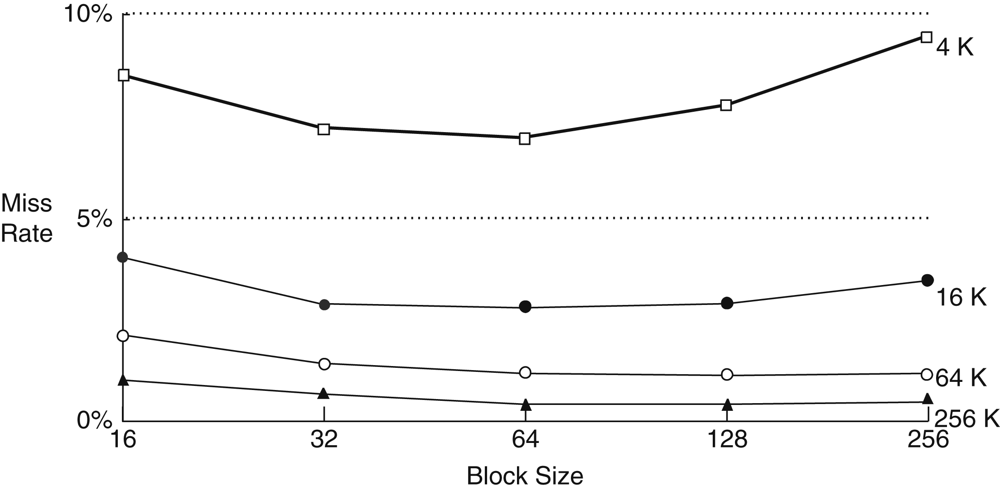 10%
4 K
Miss
Rate
5%
16 K
64 K
0%
256 K
16 32 64 128 256
Block Size